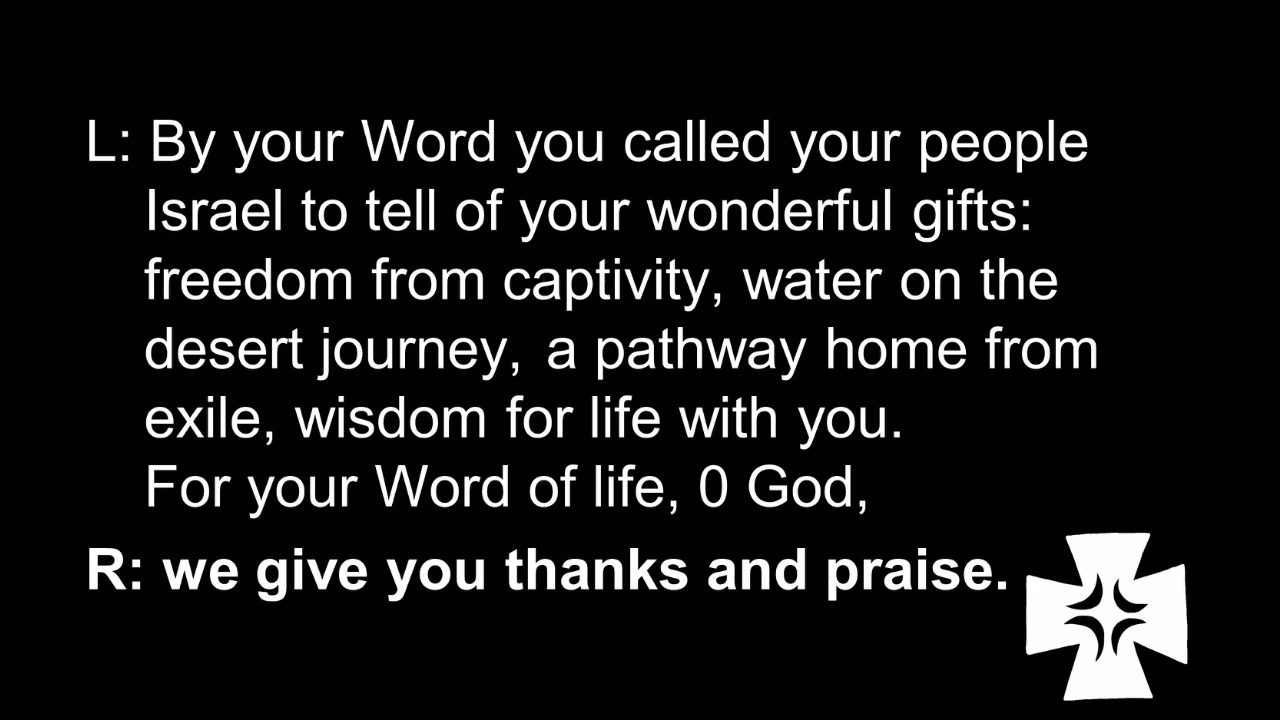 L: By your Word you called your people
Israel to tell of your wonderful gifts:
freedom from captivity, water on the
desert journey, a pathway home from
exile, wisdom for life with you.
For your Word of life, 0 God,
R: we give you thanks and praise.